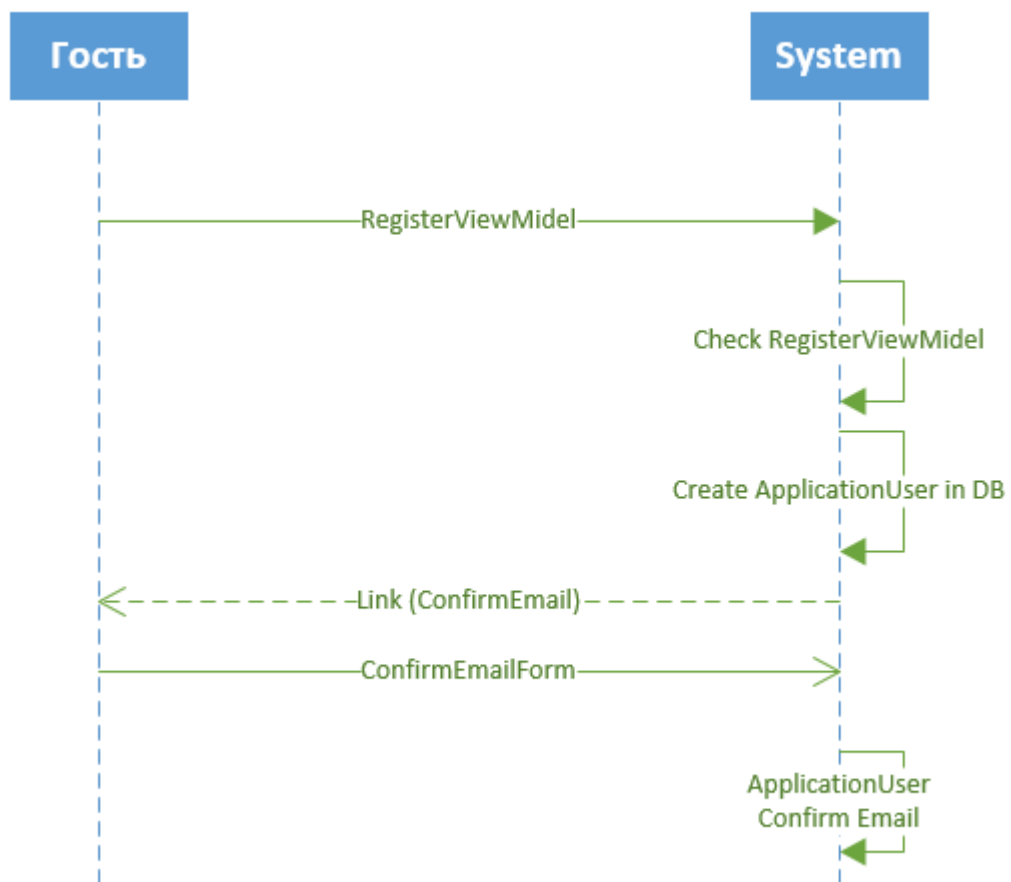 Гость
System
RegisterViewMidel
Check RegisterViewMidel
Create ApplicationUser in DB
Link (ConfirmEmail)
ConfirmEmailForm
ApplicationUser
Confirm Email